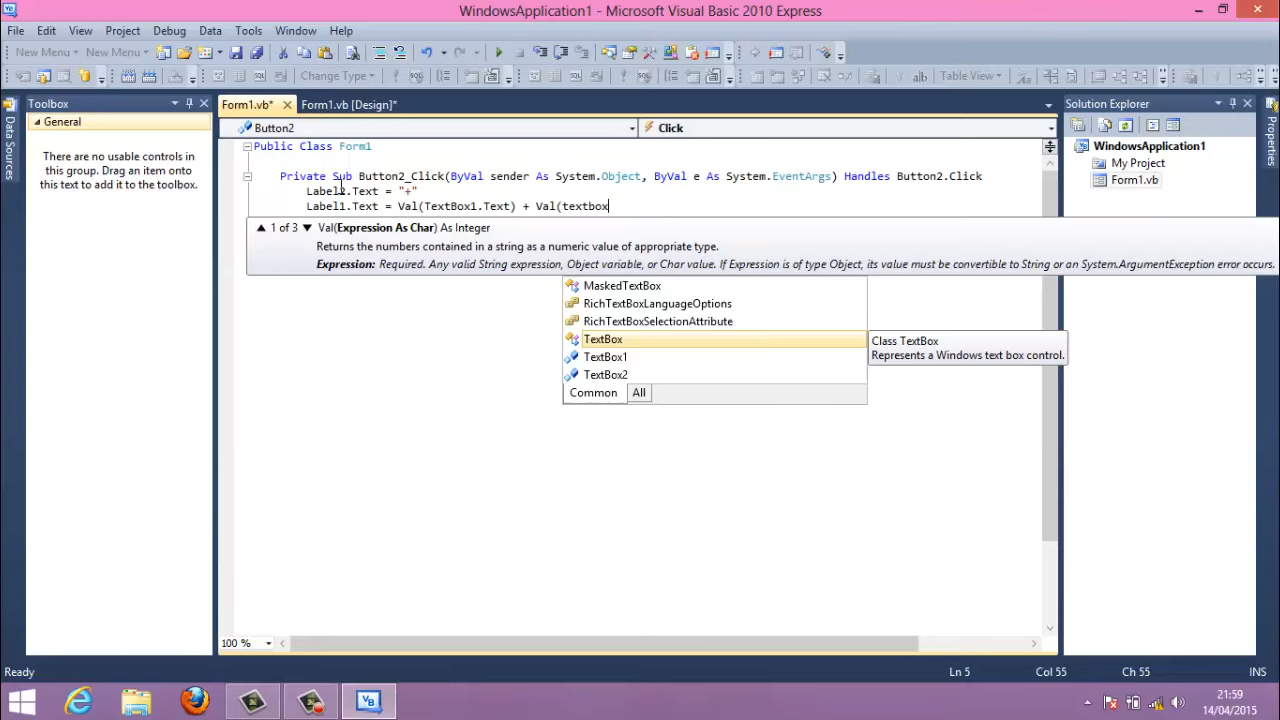 WindowsApplication1 - Microsoft Visual Basic 2010 Express
File Edit View Project Debug Data Tools Window Help
New Menu New Menu
Change Type Table View
Toolbox
General
There are no usable controls in
this group. Drag an item onto
this text to add it to the toolbox.
Data Sources
Form1.vb* Form1.vb [Design]*
Button2 Click
Public Class Form1
Private Sub Button2_Click(ByVal sender As System.Object, ByVal e As System.EventArgs) Handles Button2.Click
.Text = "+"
Label1.Text = Val(TextBox1.Text) + Val(textbox
1 of 3 Val(Expression As Char) As Integer
Returns the numbers contained in a string as a numeric value of appropriate type.
Expression: Required. Any valid String expression, Object variable, or Char value. If Expression is of type Object, its value must be convertible to String or an System.ArgumentException error occurs.
MaskedTextBox
RichTextBoxLanguageOptions
RichTextBoxSelectionAttribute
TextBox
TextBox1
TextBox2
Common All
Class TextBox
Represents a Windows text box control.
100 %
Solution Explorer
WindowsApplication1
My Project
Form1.vb
Properties
Ready Ln 5 Col 55 Ch 55 INS
21:59
14/04/2015